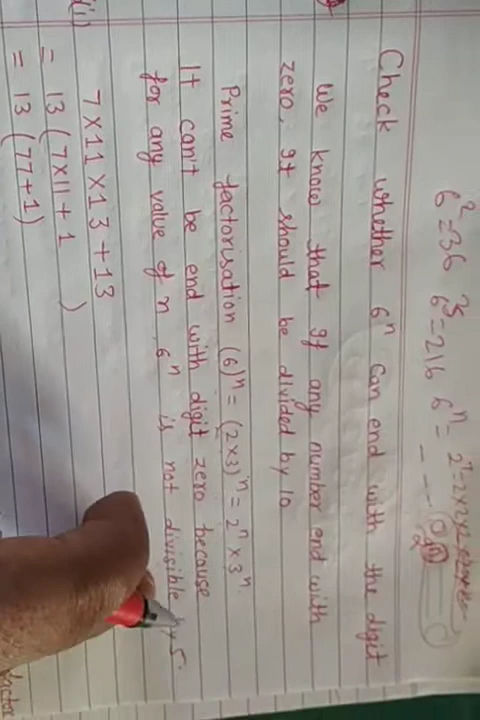 6² = 36 6³ = 216 6ⁿ =
Check whether 6ⁿ can end with the digit
We know that if any number end with
zero, It should be divided by 10
Prime factorisation (6)ⁿ = (2×3)ⁿ = 2ⁿ × 3ⁿ.
It can't be end with digit zero because
for any value of n 6ⁿ is not divisible by 5.
7×11×13+13
(i)
= 13 (7×11+1)
= 13 (77+1)
factor